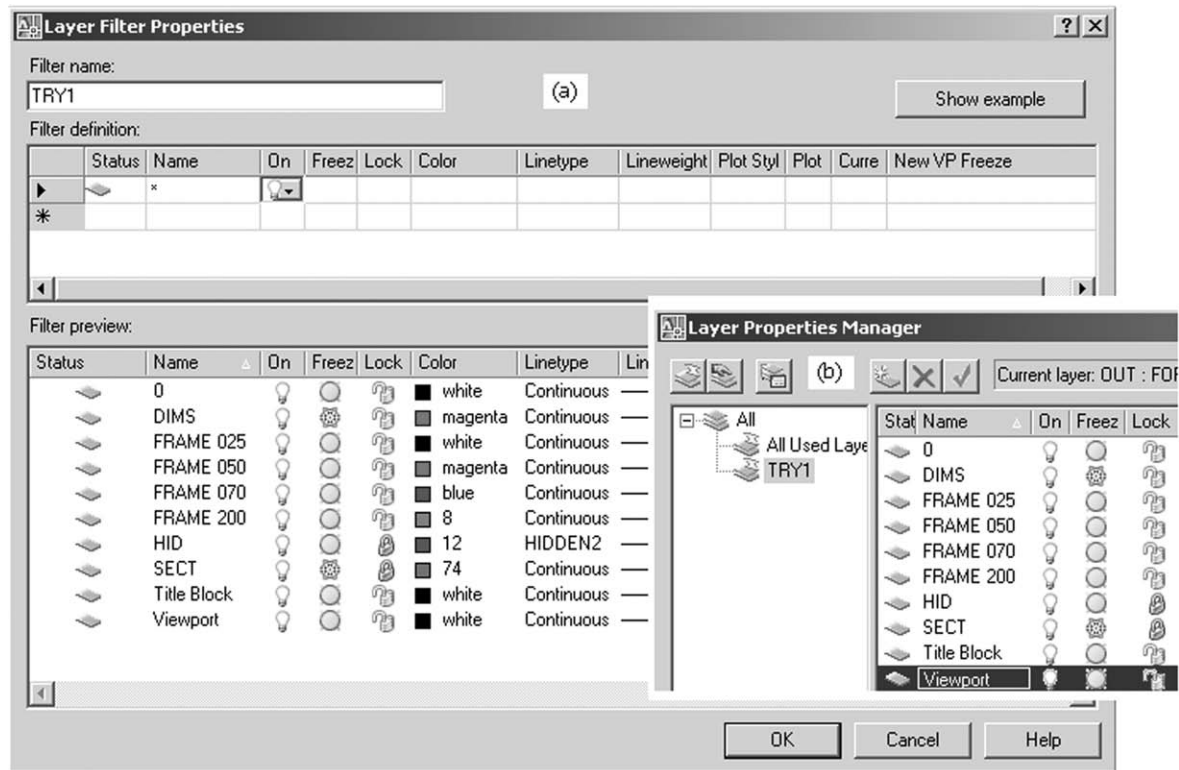 Layer Filter Properties
Filter name:
TRY1
(a)
Show example
Filter definition:
Status Name On Freez Lock Color Linetype Lineweight Plot Styl Plot Curre New VP Freeze
*
Filter preview:
Status Name On Freez Lock Color Linetype Lin
0 white Continuous
DIMS magenta Continuous
FRAME 025 white Continuous
FRAME 050 magenta Continuous
FRAME 070 blue Continuous
FRAME 200 8 Continuous
HID 12 HIDDEN2
SECT 74 Continuous
Title Block white Continuous
Viewport white Continuous
Layer Properties Manager
(b)
Current layer: OUT : FOR
All
All Used Laye
TRY1
Stat Name On Freez Lock
0
DIMS
FRAME 025
FRAME 050
FRAME 070
FRAME 200
HID
SECT
Title Block
Viewport
OK Cancel Help